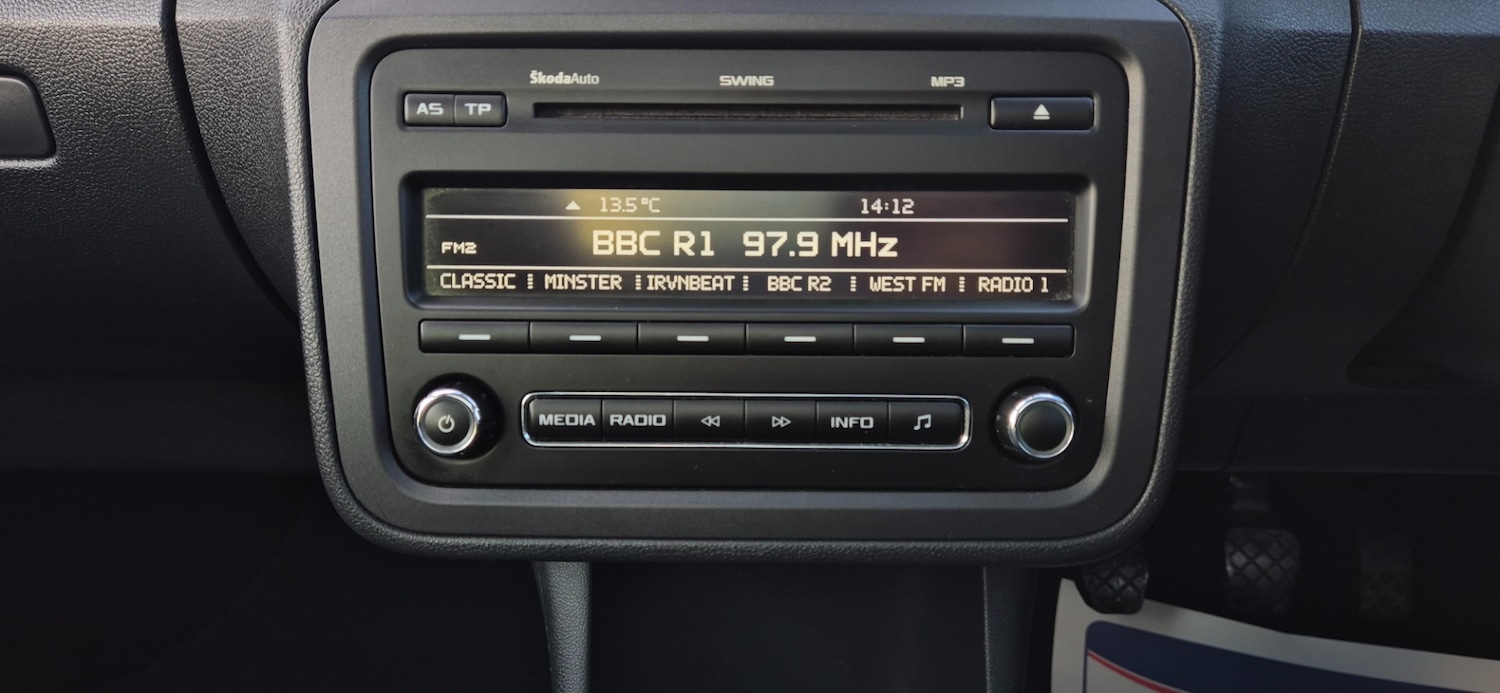 ŠkodaAuto SWING MP3
AS TP
13.5°C 14:12
FM2 BBC R1 97.9 MHz
CLASSIC MINSTER IRVNBEAT BBC R2 WEST FM RADIO 1
MEDIA RADIO INFO